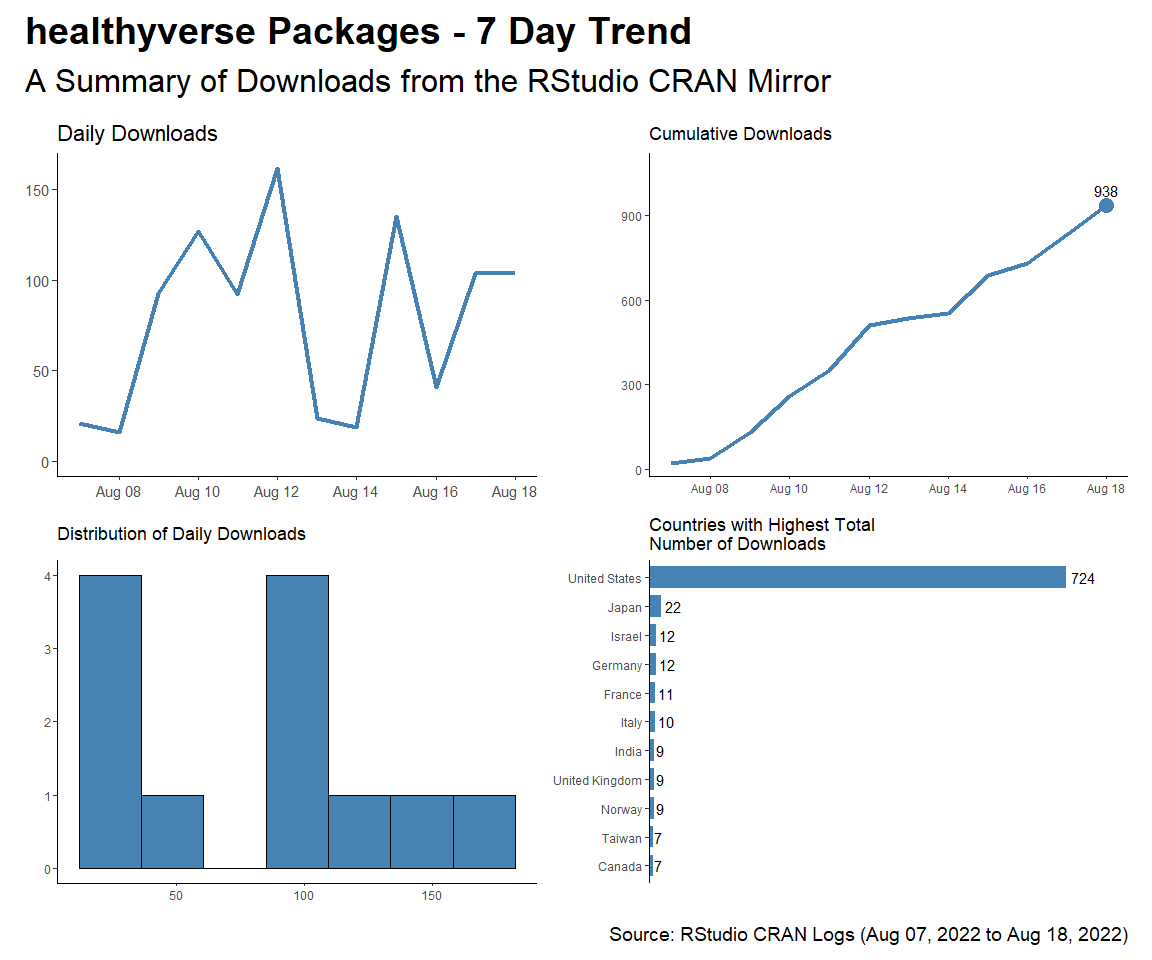 healthyverse Packages - 7 Day Trend
A Summary of Downloads from the RStudio CRAN Mirror
Daily Downloads
150
100
50
0
Aug 08 Aug 10 Aug 12 Aug 14 Aug 16 Aug 18
Cumulative Downloads
938
900
600
300
0
Aug 08 Aug 10 Aug 12 Aug 14 Aug 16 Aug 18
Distribution of Daily Downloads
4
3
2
1
0
50 100 150
Countries with Highest Total
Number of Downloads
United States 724
Japan 22
Israel 12
Germany 12
France 11
Italy 10
India 9
United Kingdom 9
Norway 9
Taiwan 7
Canada 7
Source: RStudio CRAN Logs (Aug 07, 2022 to Aug 18, 2022)